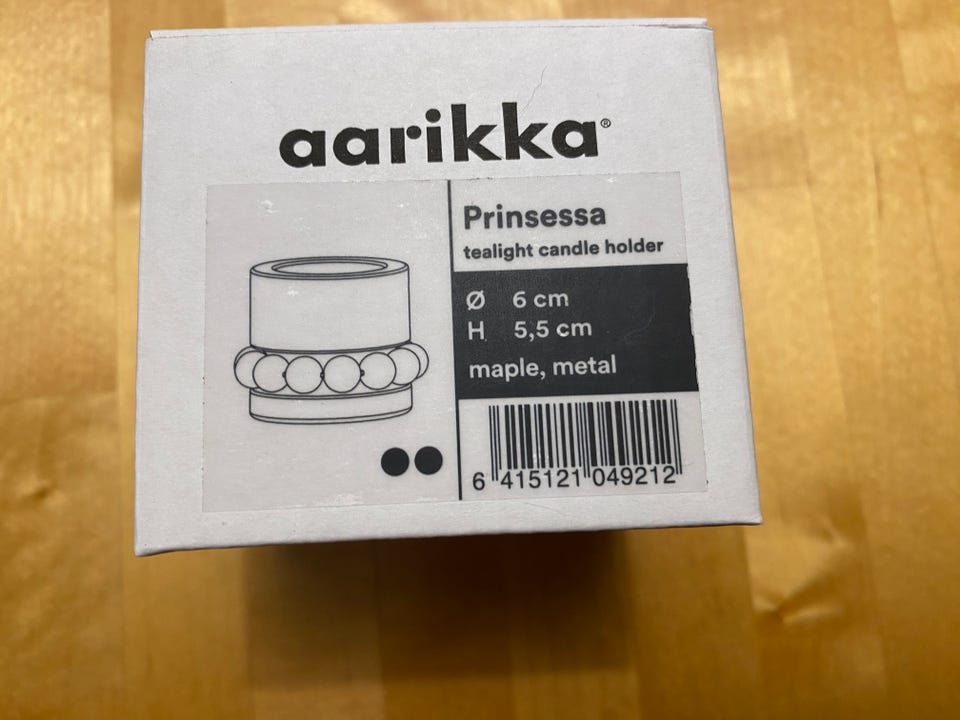 aarikka®
Prinsessa
tealight candle holder
Ø 6 cm
H 5,5 cm
maple, metal
6 415121 049212